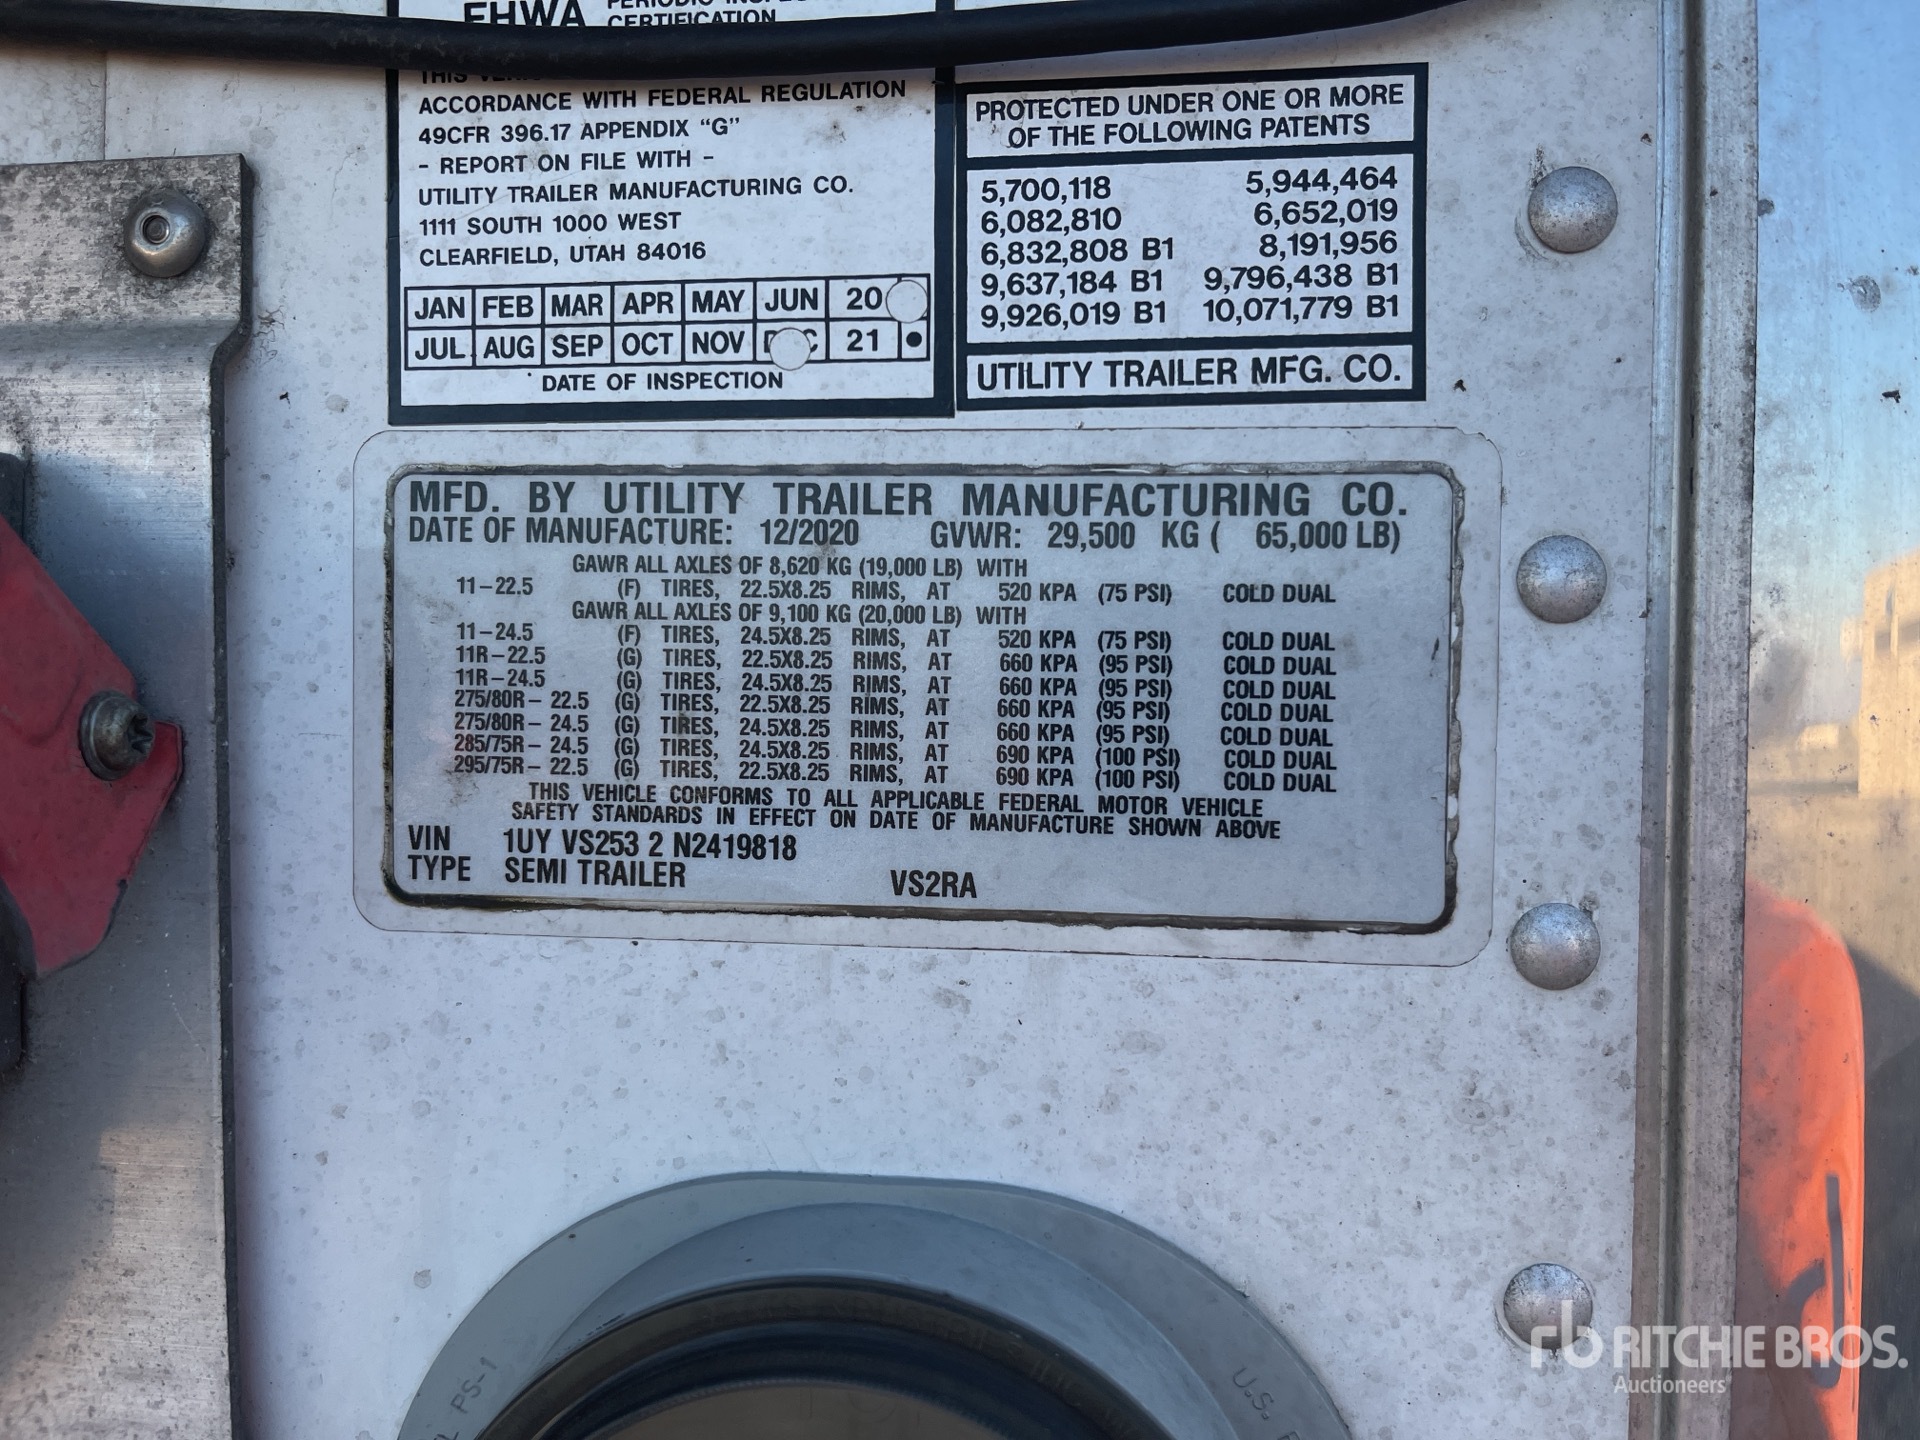 FHWA PERIODIC
CERTIFICATION
THIS
ACCORDANCE WITH FEDERAL REGULATION
49CFR 396.17 APPENDIX “G”
- REPORT ON FILE WITH -
UTILITY TRAILER MANUFACTURING CO.
1111 SOUTH 1000 WEST
CLEARFIELD, UTAH 84016
JAN FEB MAR APR MAY JUN 20
JUL AUG SEP OCT NOV 21 •
DATE OF INSPECTION
PROTECTED UNDER ONE OR MORE
OF THE FOLLOWING PATENTS
5,700,118 5,944,464
6,082,810 6,652,019
6,832,808 B1 8,191,956
9,637,184 B1 9,796,438 B1
9,926,019 B1 10,071,779 B1
UTILITY TRAILER MFG. CO.
MFD. BY UTILITY TRAILER MANUFACTURING CO.
DATE OF MANUFACTURE: 12/2020 GVWR: 29,500 KG ( 65,000 LB)
GAWR ALL AXLES OF 8,620 KG (19,000 LB) WITH
11-22.5 (F) TIRES, 22.5X8.25 RIMS, AT 520 KPA (75 PSI) COLD DUAL
GAWR ALL AXLES OF 9,100 KG (20,000 LB) WITH
11-24.5 (F) TIRES, 24.5X8.25 RIMS, AT 520 KPA (75 PSI) COLD DUAL
11R-22.5 (G) TIRES, 22.5X8.25 RIMS, AT 660 KPA (95 PSI) COLD DUAL
11R-24.5 (G) TIRES, 24.5X8.25 RIMS, AT 660 KPA (95 PSI) COLD DUAL
275/80R- 22.5 (G) TIRES, 22.5X8.25 RIMS, AT 660 KPA (95 PSI) COLD DUAL
275/80R- 24.5 (G) TIRES, 24.5X8.25 RIMS, AT 660 KPA (95 PSI) COLD DUAL
285/75R- 24.5 (G) TIRES, 24.5X8.25 RIMS, AT 690 KPA (100 PSI) COLD DUAL
295/75R- 22.5 (G) TIRES, 22.5X8.25 RIMS, AT 690 KPA (100 PSI) COLD DUAL
THIS VEHICLE CONFORMS TO ALL APPLICABLE FEDERAL MOTOR VEHICLE
SAFETY STANDARDS IN EFFECT ON DATE OF MANUFACTURE SHOWN ABOVE
VIN 1UY VS253 2 N2419818
TYPE SEMI TRAILER VS2RA
PS-1
U.S.
rb RITCHIE BROS.
Auctioneers